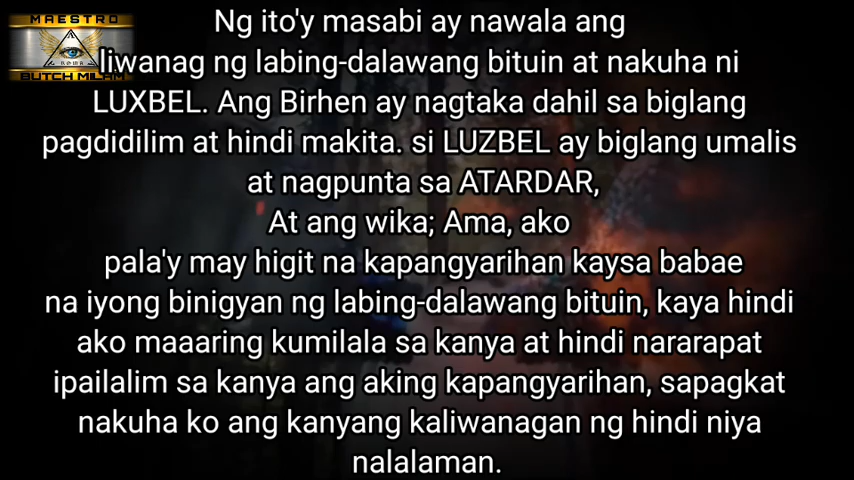 MAESTRO
ROMA
BUTCH MILAM
Ng ito'y masabi ay nawala ang
liwanag ng labing-dalawang bituin at nakuha ni
LUXBEL. Ang Birhen ay nagtaka dahil sa biglang
pagdidilim at hindi makita. si LUZBEL ay biglang umalis
at nagpunta sa ATARDAR,
At ang wika; Ama, ako
pala'y may higit na kapangyarihan kaysa babae
na iyong binigyan ng labing-dalawang bituin, kaya hindi
ako maaaring kumilala sa kanya at hindi nararapat
ipailalim sa kanya ang aking kapangyarihan, sapagkat
nakuha ko ang kanyang kaliwanagan ng hindi niya
nalalaman.